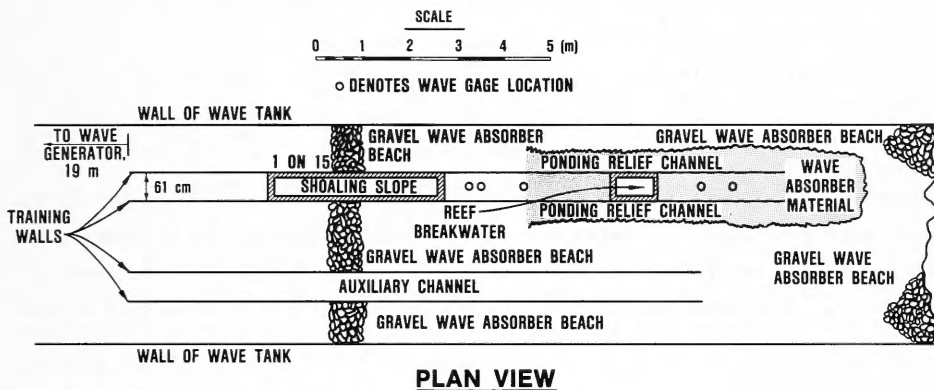 SCALE
0 1 2 3 4 5 (m)
o DENOTES WAVE GAGE LOCATION
WALL OF WAVE TANK
TO WAVE
GENERATOR,
19 m
GRAVEL WAVE ABSORBER
BEACH
GRAVEL WAVE ABSORBER BEACH
1 ON 15
PONDING RELIEF CHANNEL
WAVE
ABSORBER
MATERIAL
61 cm
SHOALING SLOPE
TRAINING
WALLS
REEF
BREAKWATER
PONDING RELIEF CHANNEL
GRAVEL WAVE ABSORBER BEACH
GRAVEL WAVE
ABSORBER BEACH
AUXILIARY CHANNEL
GRAVEL WAVE ABSORBER BEACH
WALL OF WAVE TANK
PLAN VIEW